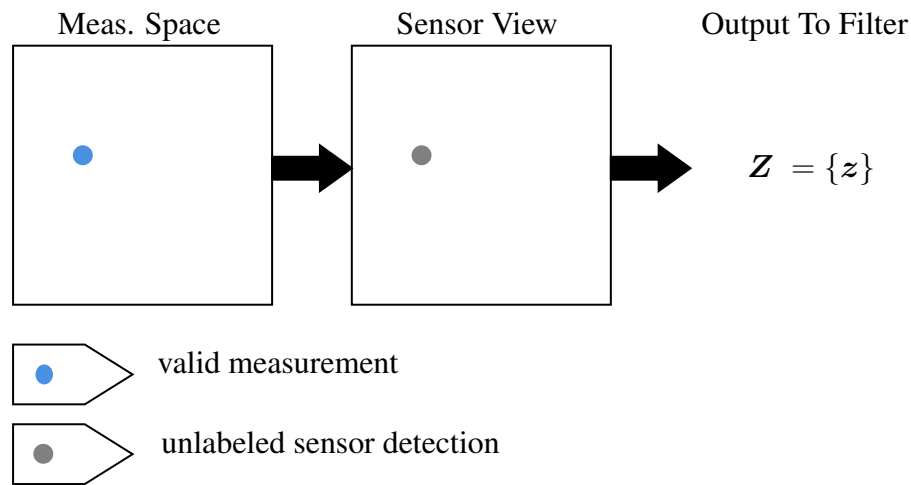 Meas. Space Sensor View Output To Filter
Z = {z}
valid measurement
unlabeled sensor detection